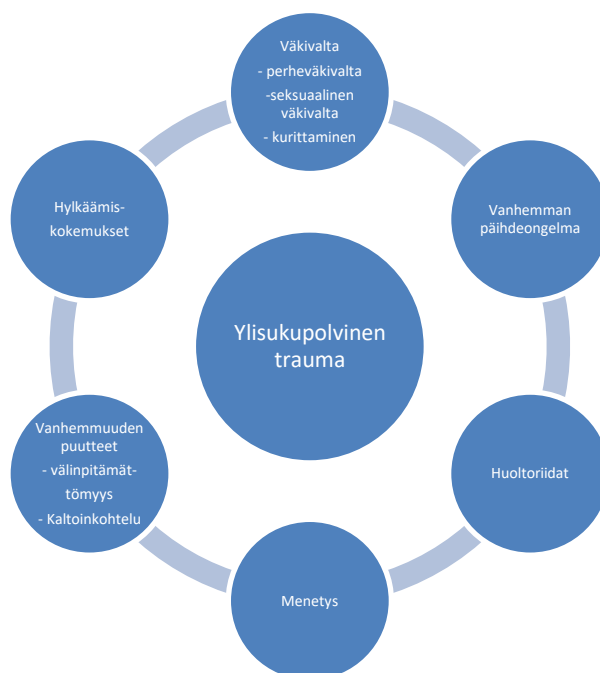 Väkivalta
- perheväkivalta
-seksuaalinen
väkivalta
- kurittaminen
Vanhemman
päihdeongelma
Huoltoriidat
Menetys
Vanhemmuuden
puutteet
- välinpitämät-
tömyys
- Kaltoinkohtelu
Hylkäämis-
kokemukset
Ylisukupolvinen
trauma